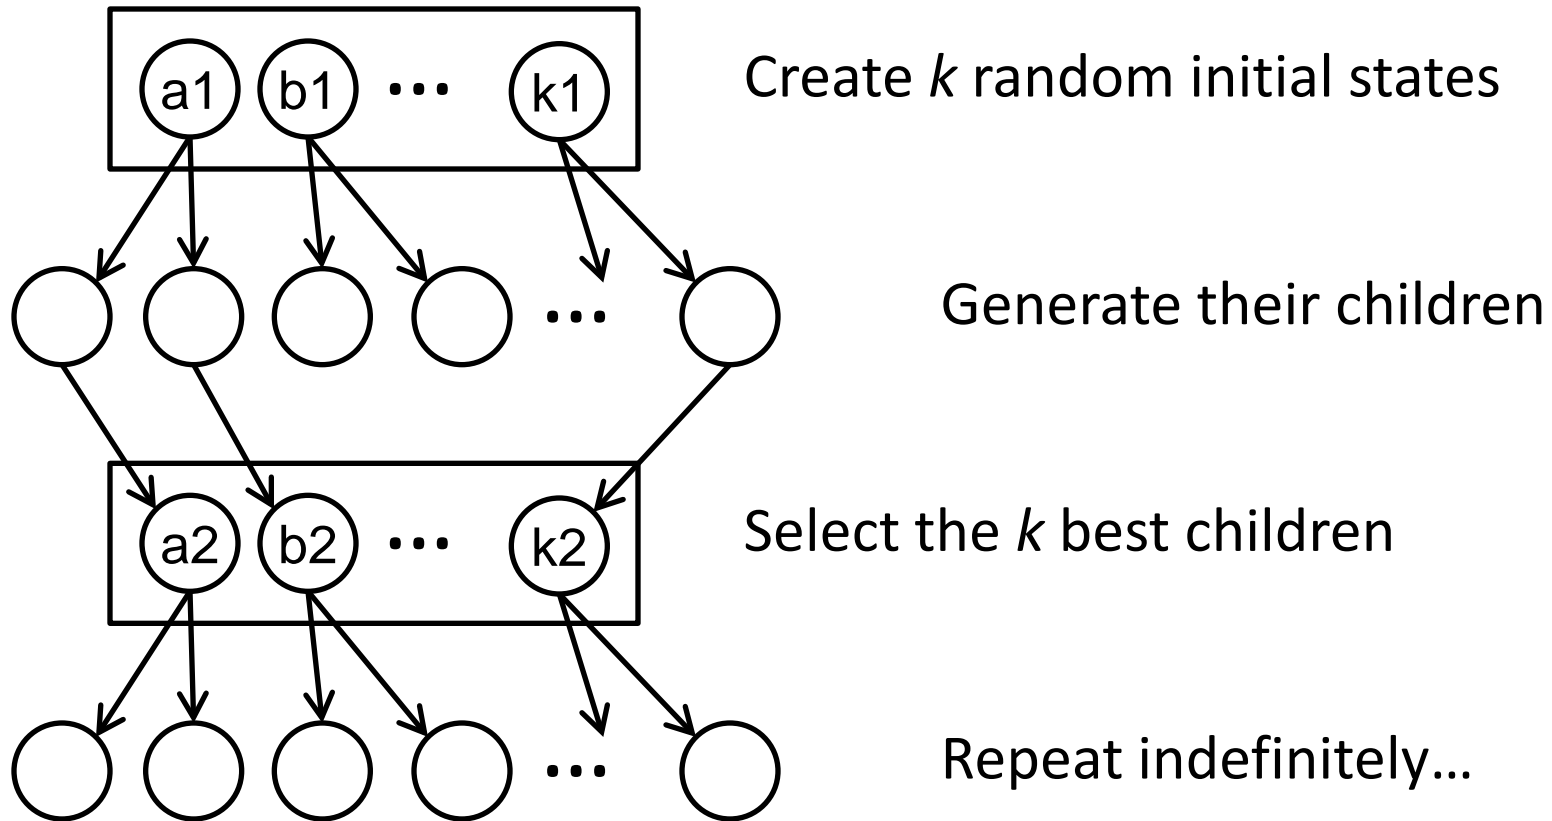 a1 b1 ... k1 Create k random initial states
... Generate their children
a2 b2 ... k2 Select the k best children
... Repeat indefinitely...